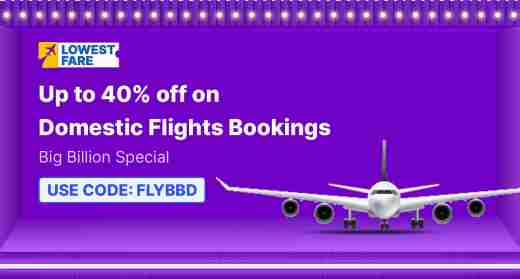 LOWEST
FARE
Up to 40% off on
Domestic Flights Bookings
Big Billion Special
USE CODE: FLYBBD